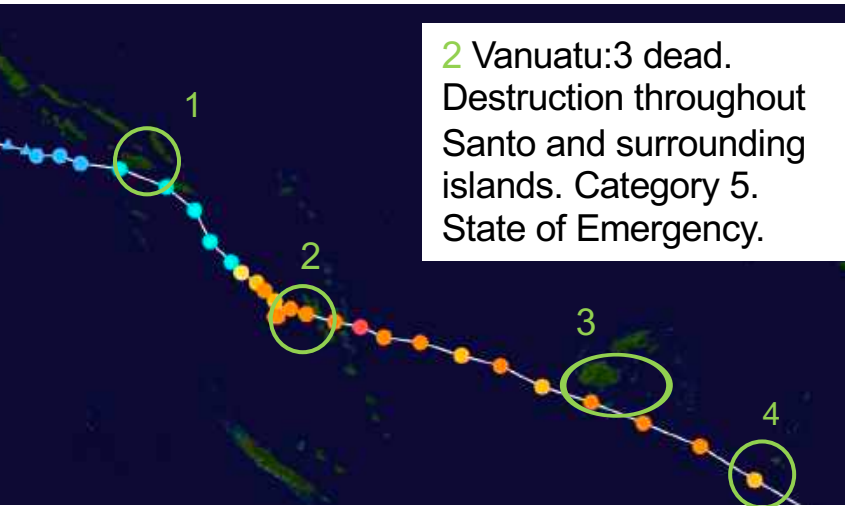 2 Vanuatu:3 dead.
Destruction throughout
Santo and surrounding
islands. Category 5.
State of Emergency.
1
2
3
4